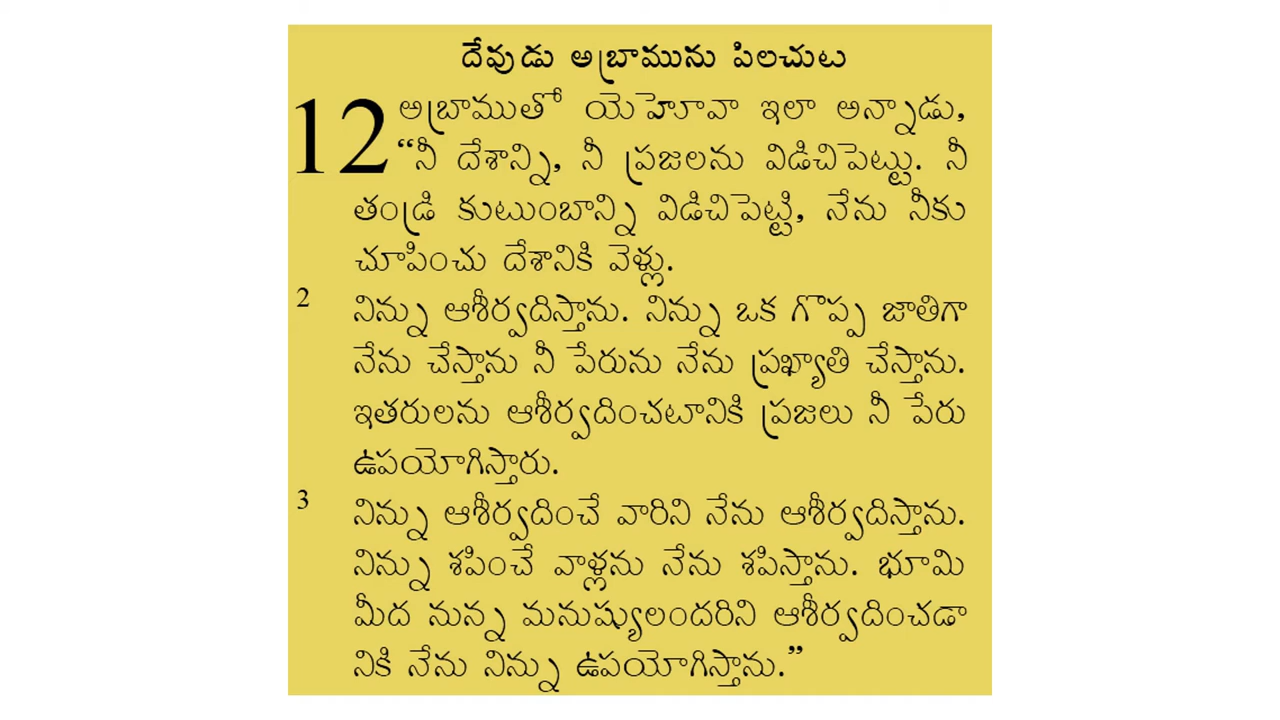 దేవుడు అబ్రామును పిలచుట
12 అబ్రాముతో యెహెూవా ఇలా అన్నాడు,
“నీ దేశాన్ని, నీ ప్రజలను విడిచిపెట్టు. నీ
తండ్రి కుటుంబాన్ని విడిచిపెట్టి, నేను నీకు
చూపించు దేశానికి వెళ్లు.
2 నిన్ను ఆశీర్వదిస్తాను. నిన్ను ఒక గొప్ప జాతిగా
నేను చేస్తాను నీ పేరును నేను ప్రఖ్యాతి చేస్తాను.
ఇతరులను ఆశీర్వదించటానికి ప్రజలు నీ పేరు
ఉపయోగిస్తారు.
3 నిన్ను ఆశీర్వదించే వారిని నేను ఆశీర్వదిస్తాను.
నిన్ను శపించే వాళ్లను నేను శపిస్తాను. భూమి
మీద నున్న మనుష్యులందరిని ఆశీర్వదించడా
నికి నేను నిన్ను ఉపయోగిస్తాను.”